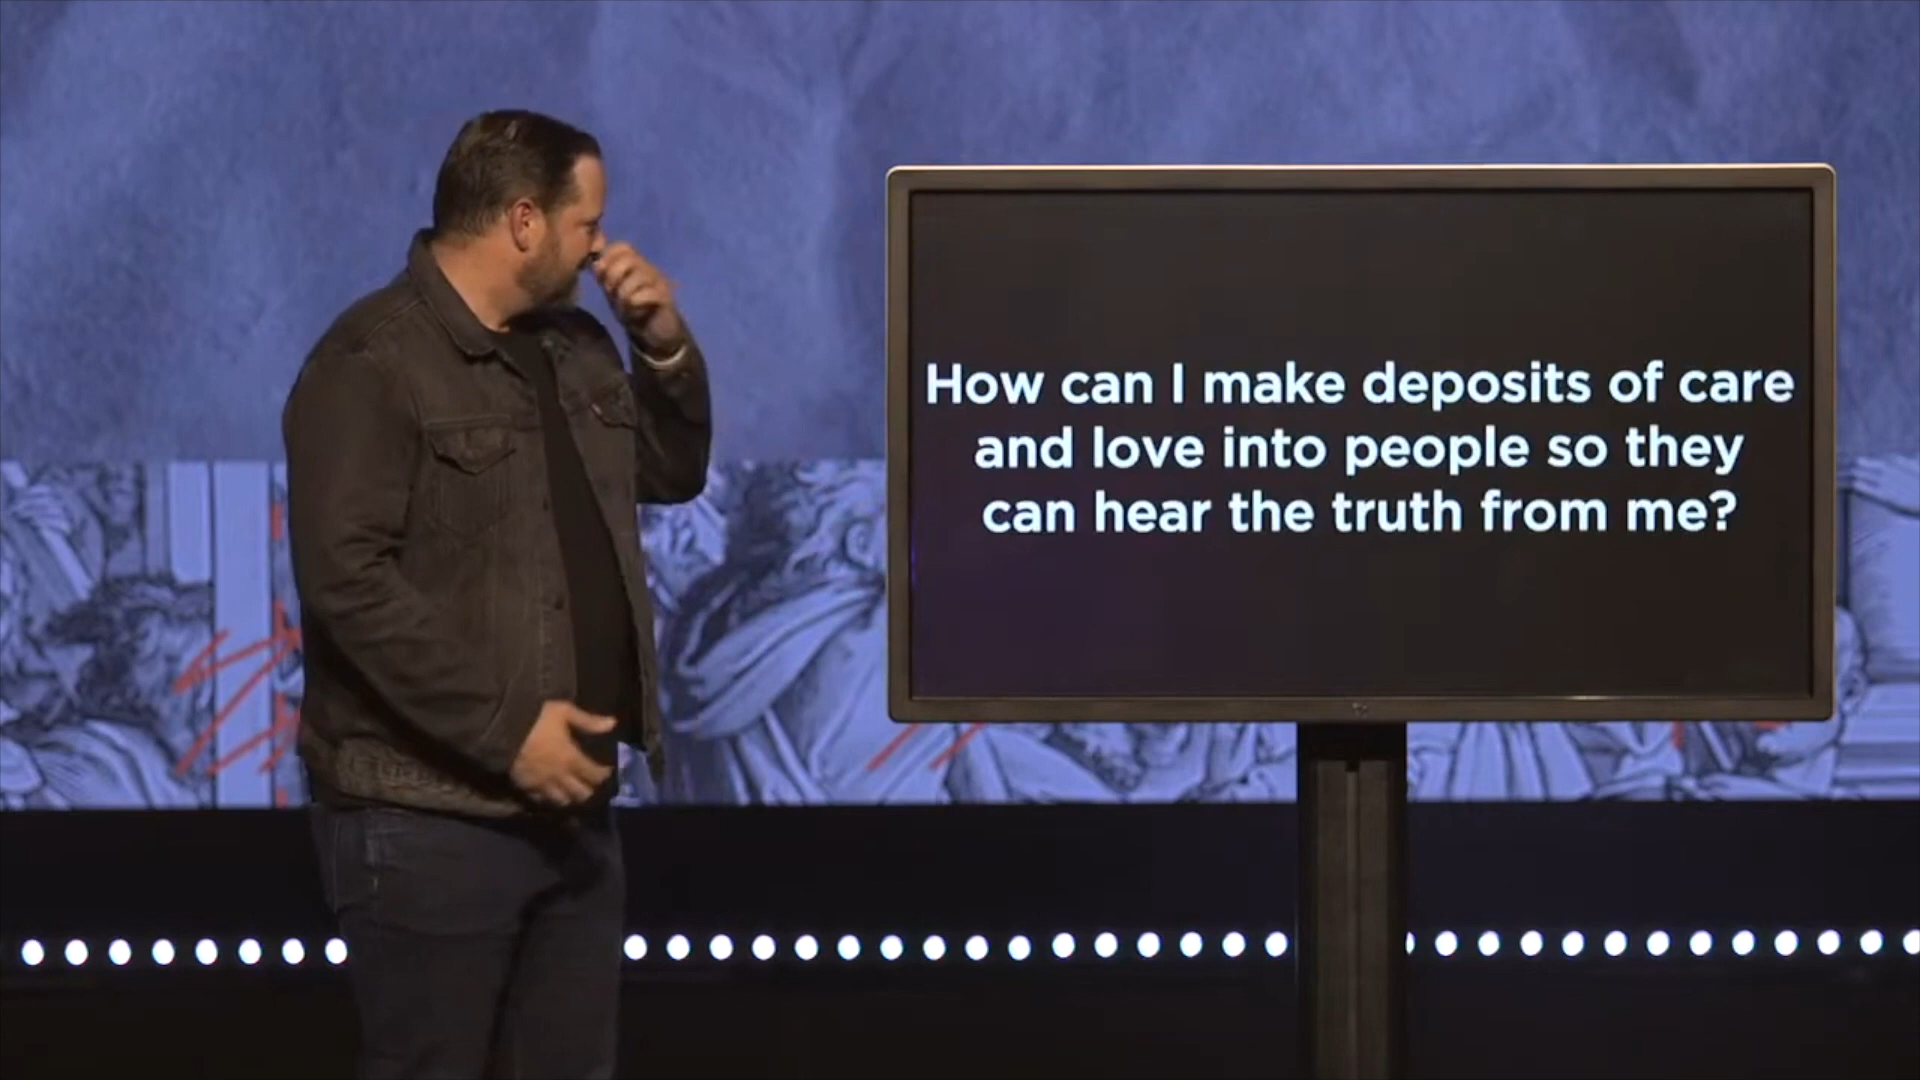 How can I make deposits of care
and love into people so they
can hear the truth from me?